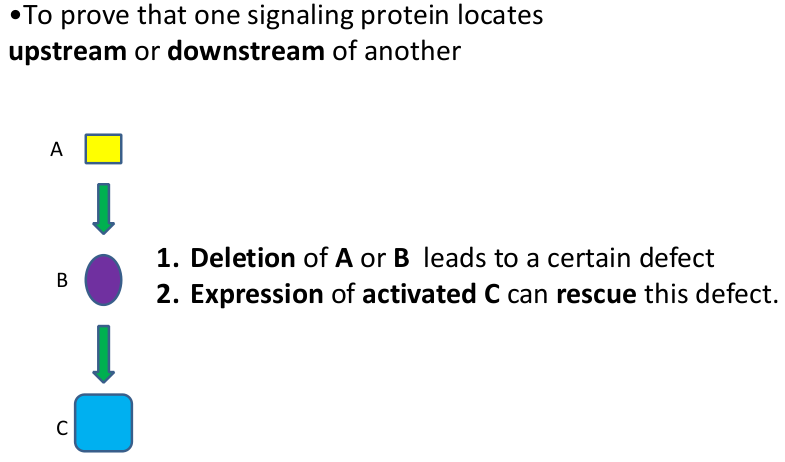 •To prove that one signaling protein locates
upstream or downstream of another
A
B
1. Deletion of A or B leads to a certain defect
2. Expression of activated C can rescue this defect.
C